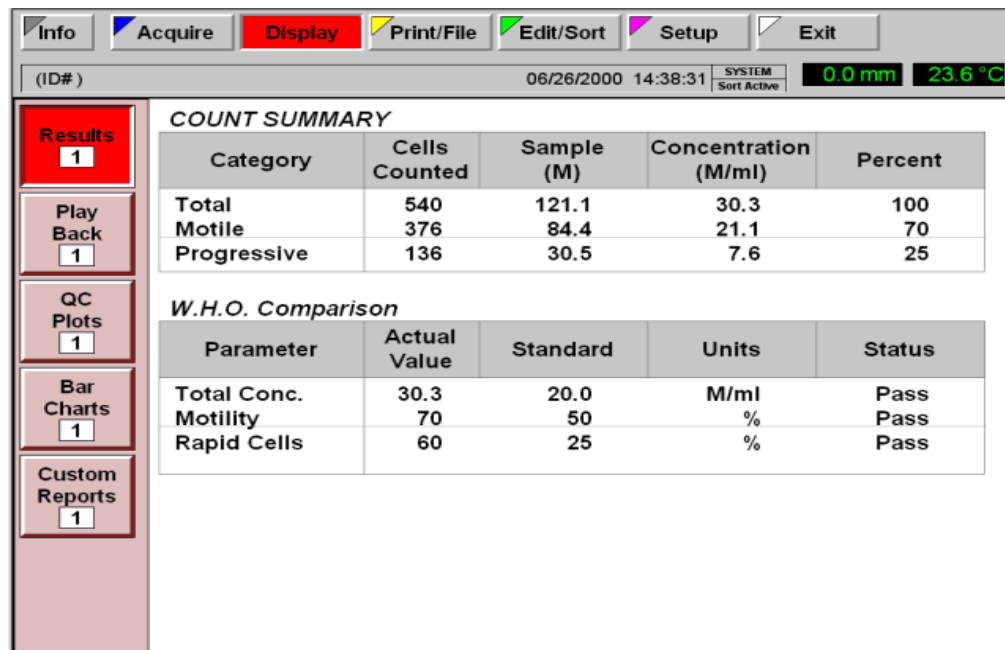 Info Acquire Display Print/File Edit/Sort Setup Exit
(ID# ) 06/26/2000 14:38:31 SYSTEM Sort Active 0.0 mm 23.6 °C
Results
1
Play
Back
1
QC
Plots
1
Bar
Charts
1
Custom
Reports
1
COUNT SUMMARY
Category Cells Counted Sample (M) Concentration (M/ml) Percent
Total 540 121.1 30.3 100
Motile 376 84.4 21.1 70
Progressive 136 30.5 7.6 25
W.H.O. Comparison
Parameter Actual Value Standard Units Status
Total Conc. 30.3 20.0 M/ml Pass
Motility 70 50 % Pass
Rapid Cells 60 25 % Pass